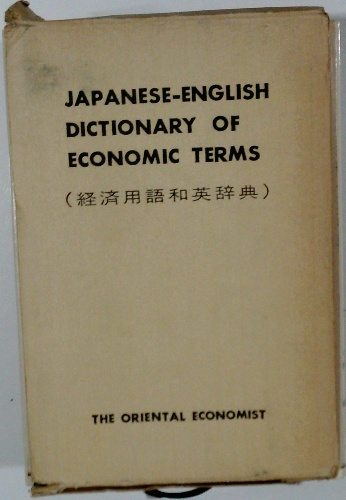 JAPANESE-ENGLISH
DICTIONARY OF
ECONOMIC TERMS
(経済用語和英辞典)
THE ORIENTAL ECONOMIST